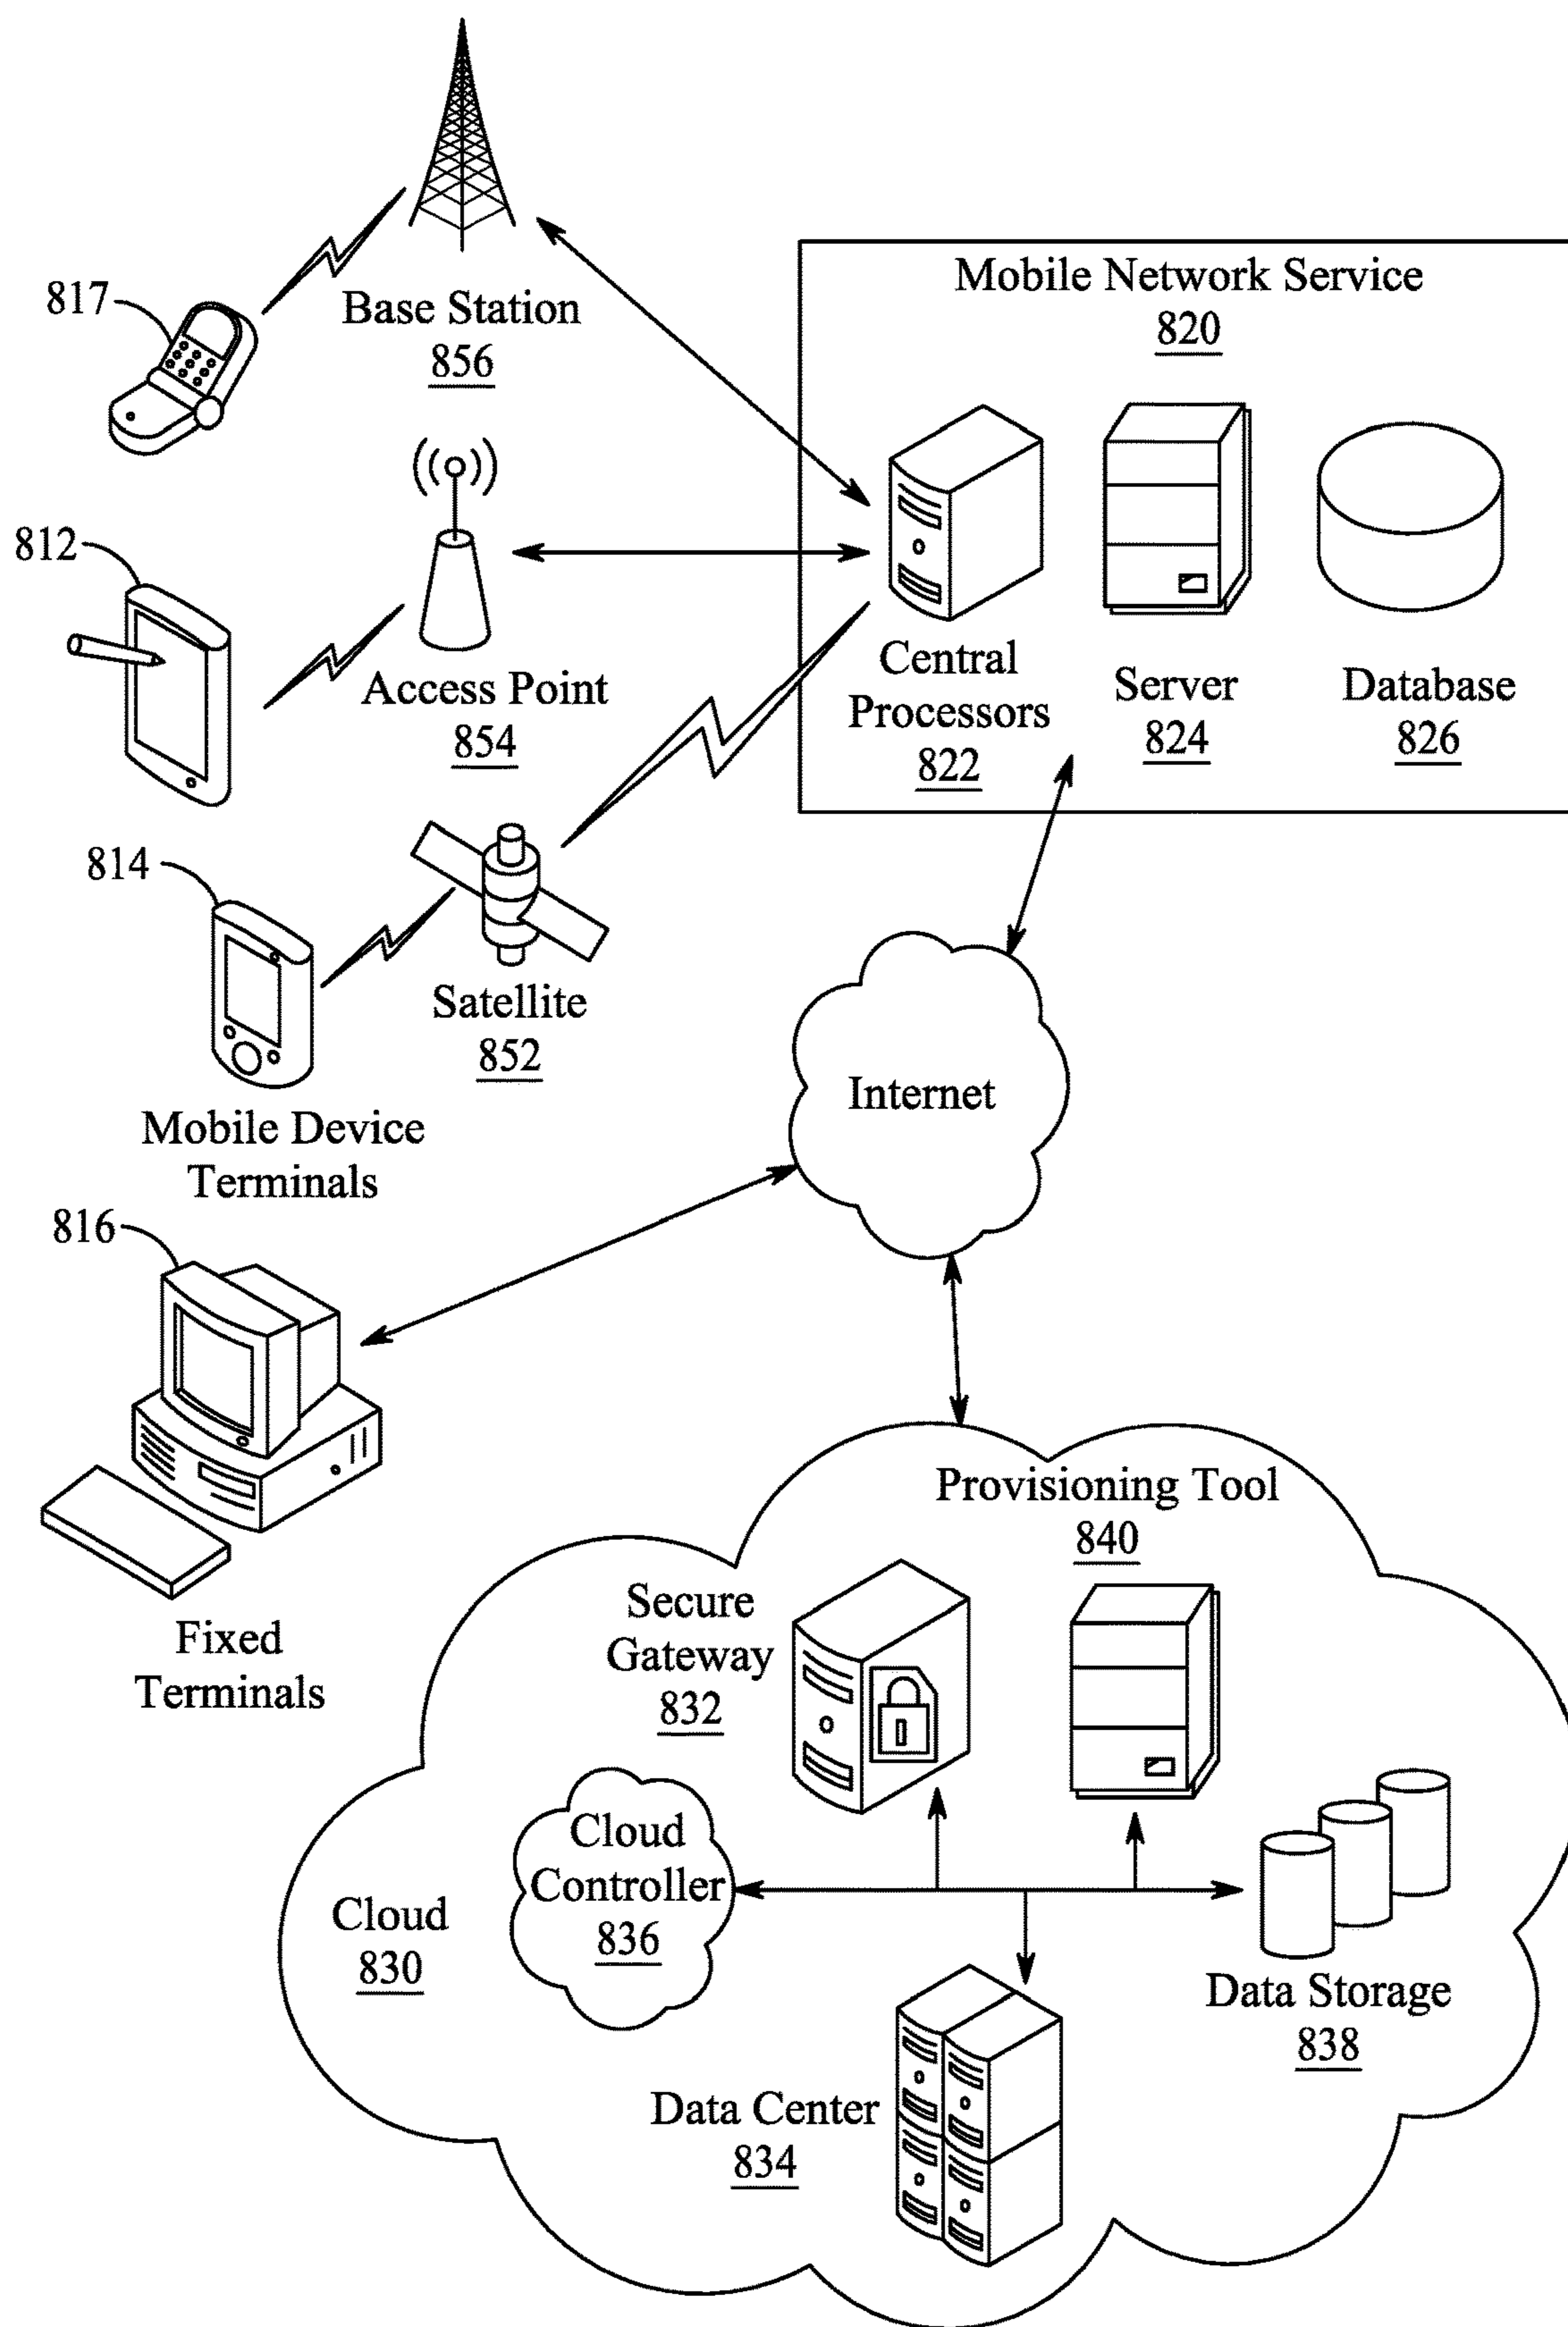 817
Base Station
856
Mobile Network Service
820
812
Access Point
854
Central
Processors
822
Server
824
Database
826
814
Satellite
852
Mobile Device
Terminals
Internet
816
Fixed
Terminals
Provisioning Tool
840
Secure
Gateway
832
Cloud
Controller
836
Cloud
830
Data Storage
838
Data Center
834